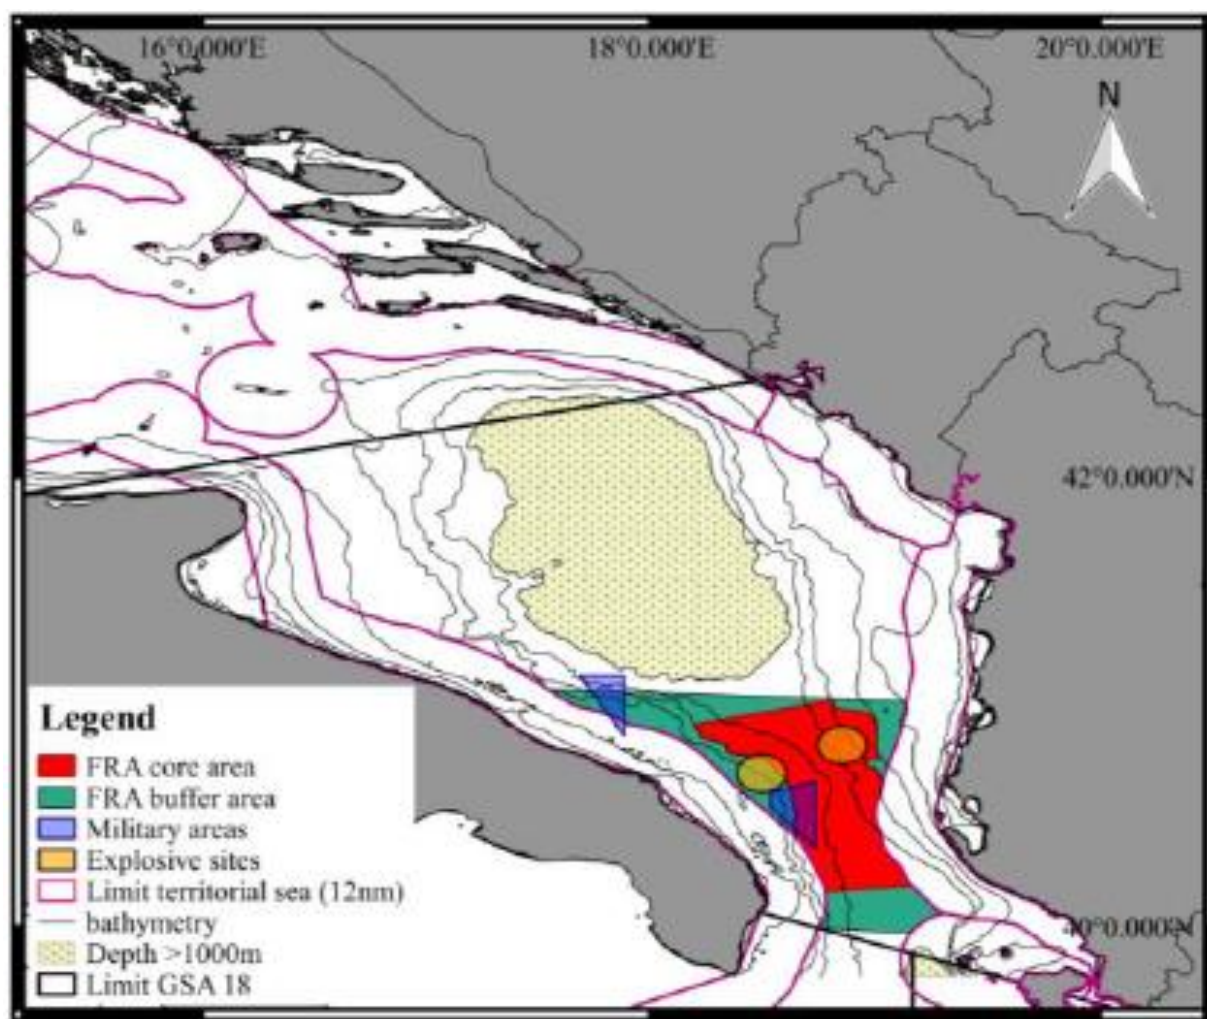 16°0.000'E 18°0.000'E 20°0.000'E
N
42°0.000'N
Legend
FRA core area
FRA buffer area
Military areas
Explosive sites
Limit territorial sea (12nm)
bathymetry
Depth >1000m
Limit GSA 18
40°0.000'N